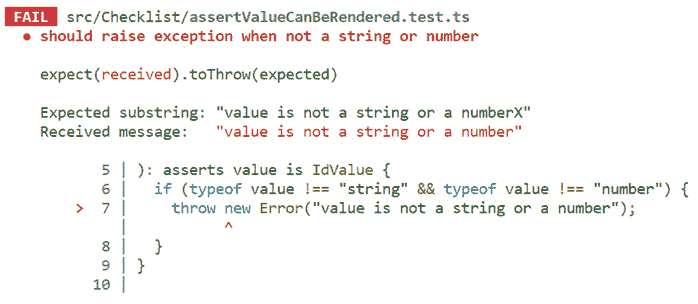 FAIL src/Checklist/assertValueCanBeRendered.test.ts
● should raise exception when not a string or number
expect(received).toThrow(expected)
Expected substring: "value is not a string or a numberX"
Received message:   "value is not a string or a number"
5 | ): asserts value is IdValue {
6 |   if (typeof value !== "string" && typeof value !== "number") {
> 7 |     throw new Error("value is not a string or a number");
|           ^
8 |   }
9 | }
10 |